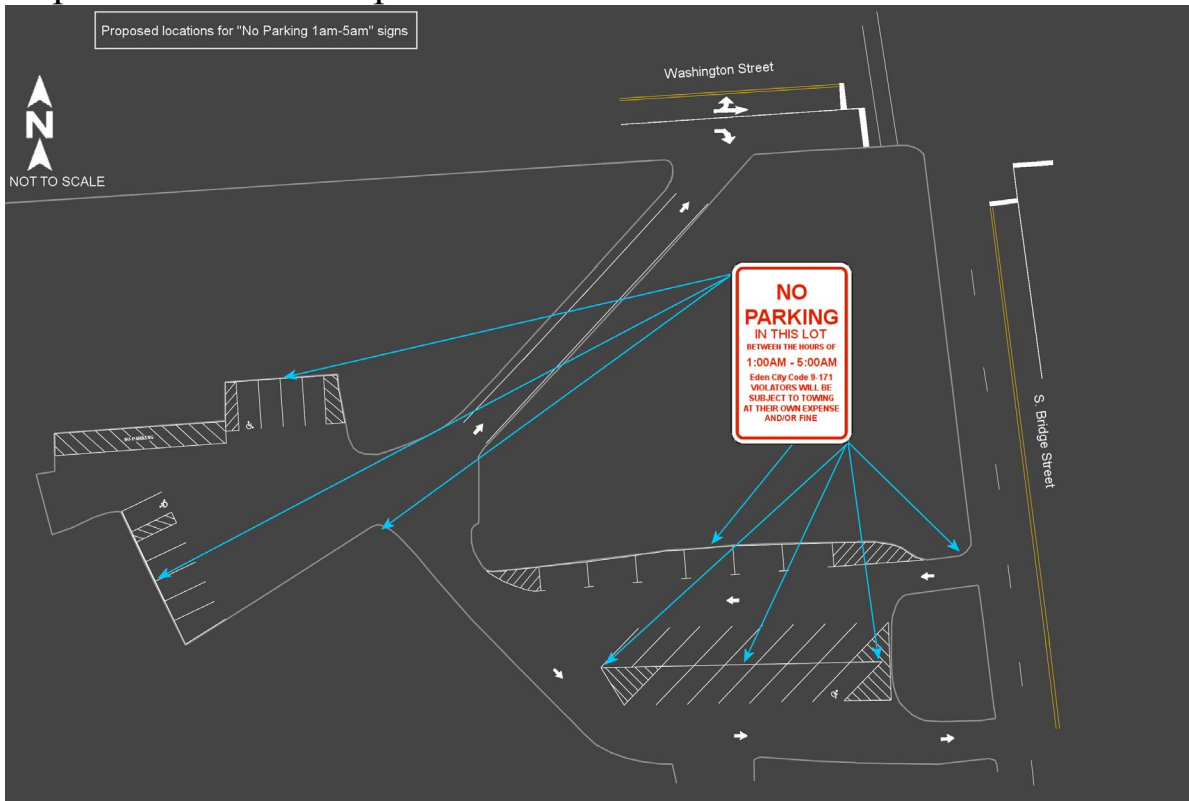 Proposed locations for "No Parking 1am-5am" signs
Washington Street
N
NOT TO SCALE
NO
PARKING
IN THIS LOT
BETWEEN THE HOURS OF
1:00AM - 5:00AM
Eden City Code 9-171
VIOLATORS WILL BE
SUBJECT TO TOWING
AT THEIR OWN EXPENSE
AND/OR FINE
S. Bridge Street
NO PARKING